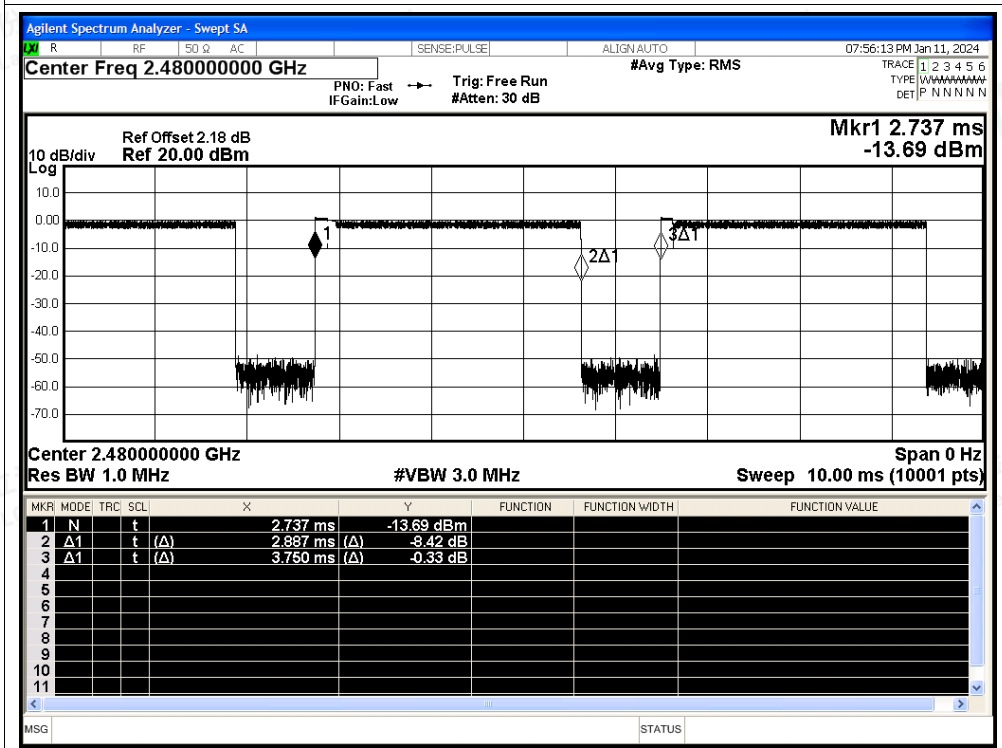 Agilent Spectrum Analyzer - Swept SA
LXI R RF 50 Ω AC SENSE:PULSE ALIGN AUTO 07:56:13 PM Jan 11, 2024
Center Freq 2.480000000 GHz #Avg Type: RMS TRACE 1 2 3 4 5 6
PNO: Fast Trig: Free Run TYPE WWWWWW
IFGain:Low #Atten: 30 dB DET P N N N N N
Mkr1 2.737 ms
Ref Offset 2.18 dB
10 dB/div Ref 20.00 dBm -13.69 dBm
Log
10.0
0.00
1
3Δ1
-10.0
2Δ1
-20.0
-30.0
-40.0
-50.0
-60.0
-70.0
Center 2.480000000 GHz Span 0 Hz
Res BW 1.0 MHz #VBW 3.0 MHz Sweep 10.00 ms (10001 pts)
MKR MODE TRC SCL X Y FUNCTION FUNCTION WIDTH FUNCTION VALUE
1 N t 2.737 ms -13.69 dBm
2 Δ1 t (Δ) 2.887 ms (Δ) -8.42 dB
3 Δ1 t (Δ) 3.750 ms (Δ) -0.33 dB
4
5
6
7
8
9
10
11
MSG STATUS